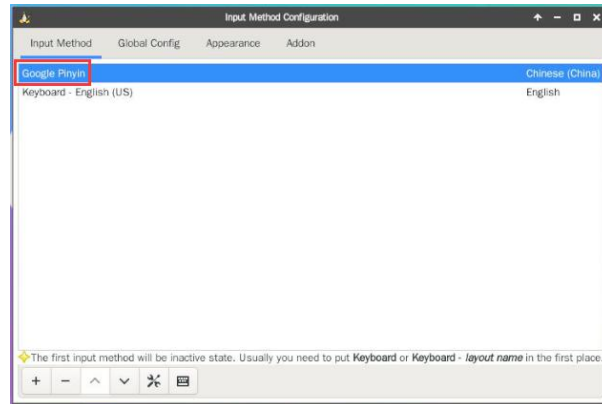 Input Method Configuration
Input Method Global Config Appearance Addon
Google Pinyin Chinese (China)
Keyboard - English (US) English
The first input method will be inactive state. Usually you need to put Keyboard or Keyboard - layout name in the first place.